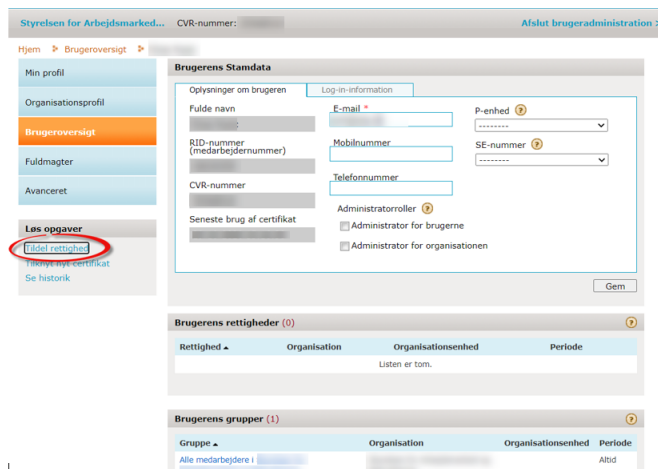 Styrelsen for Arbejdsmarked... CVR-nummer: Afslut brugeradministration >
Hjem Brugeroversigt
Min profil
Organisationsprofil
Brugeroversigt
Fuldmagter
Avanceret
Løs opgaver
Tildel rettighed
Tilknyt nyt certifikat
Se historik
Brugerens Stamdata
Oplysninger om brugeren Log-in-information
Fulde navn
RID-nummer
(medarbejdernummer)
CVR-nummer
Seneste brug af certifikat
E-mail *
Mobilnummer
Telefonnummer
Administratorroller ?
Administrator for brugerne
Administrator for organisationen
P-enhed ?
--------
SE-nummer ?
--------
Gem
Brugerens rettigheder (0) ?
Rettighed Organisation Organisationsenhed Periode
Listen er tom.
Brugerens grupper (1) ?
Gruppe Organisation Organisationsenhed Periode
Alle medarbejdere i Altid